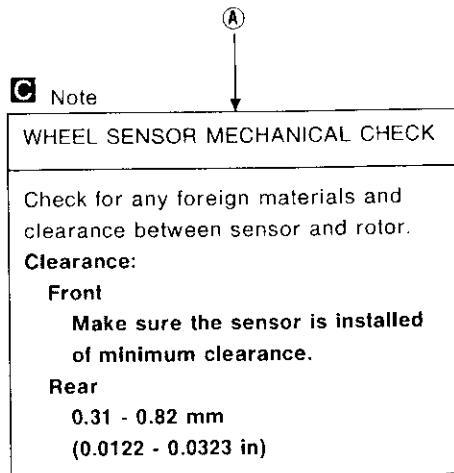 A
C Note
WHEEL SENSOR MECHANICAL CHECK
Check for any foreign materials and
clearance between sensor and rotor.
Clearance:
Front
Make sure the sensor is installed
of minimum clearance.
Rear
0.31 - 0.82 mm
(0.0122 - 0.0323 in)